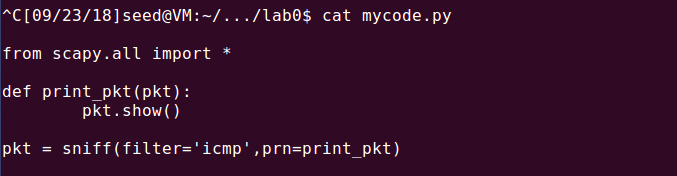 ^C[09/23/18]seed@VM:~/.../lab0$ cat mycode.py
from scapy.all import *
def print_pkt(pkt):
        pkt.show()
pkt = sniff(filter='icmp',prn=print_pkt)